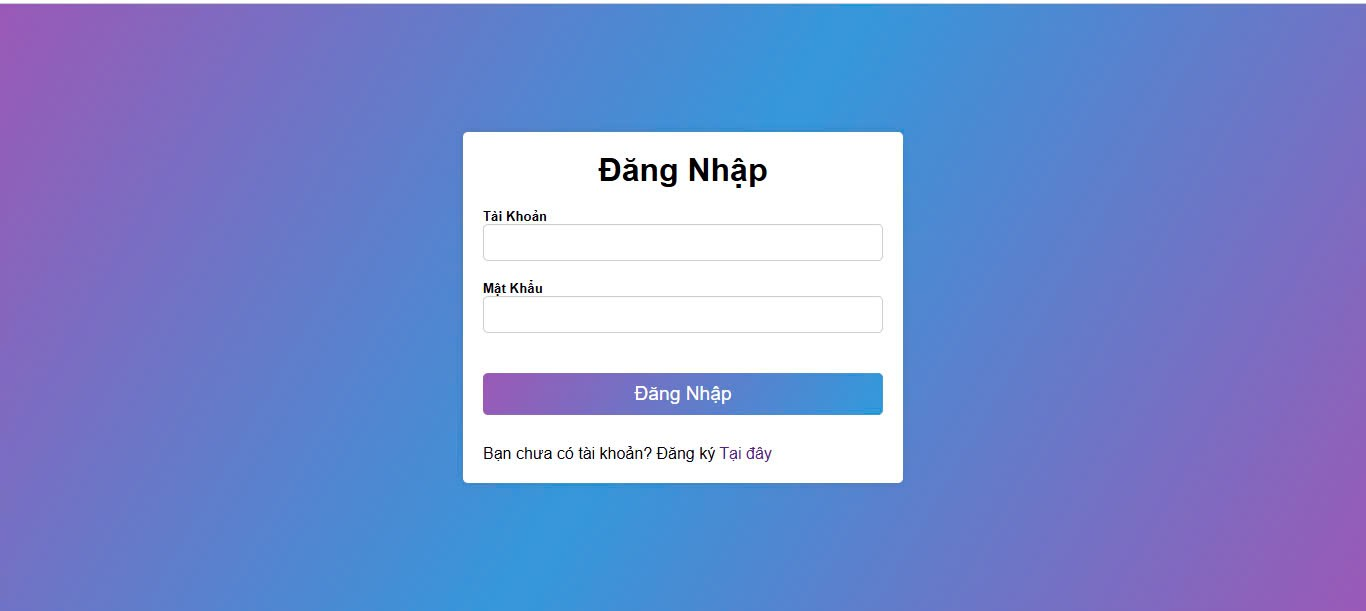 Đăng Nhập
Tài Khoản
Mật Khẩu
Đăng Nhập
Bạn chưa có tài khoản? Đăng ký Tại đây